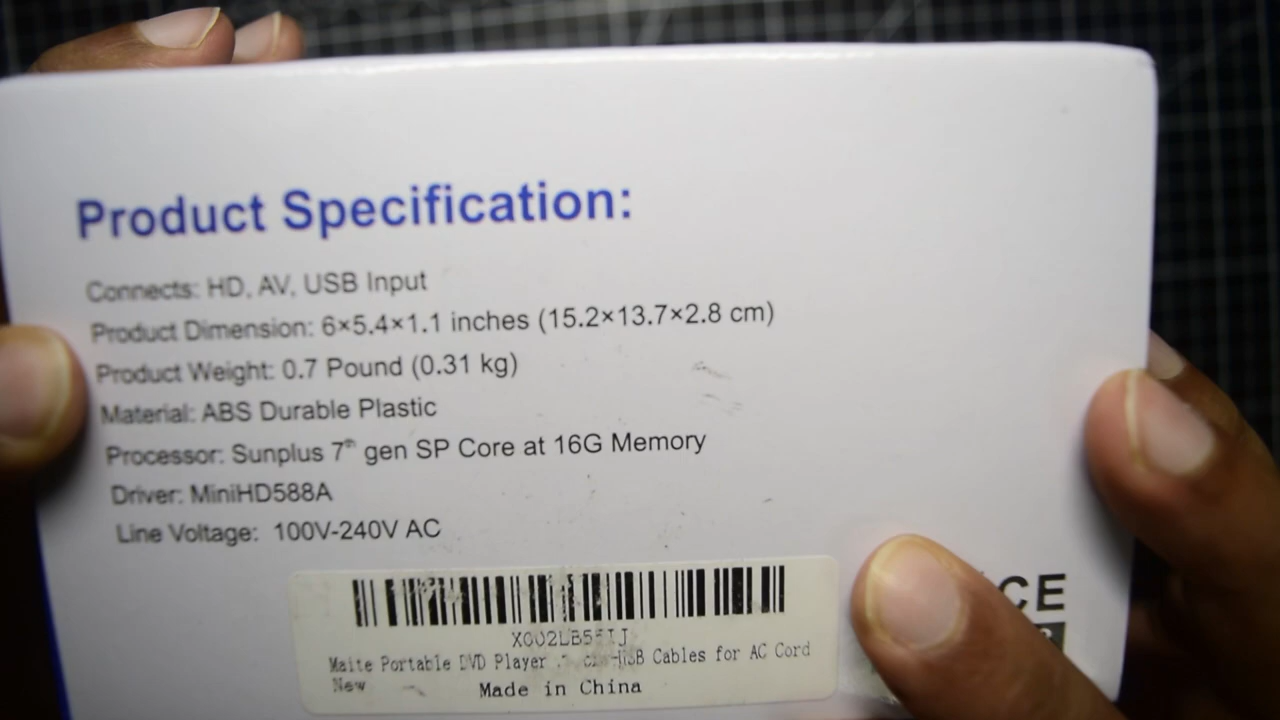 Product Specification:
Connects: HD, AV, USB Input
Product Dimension: 6×5.4×1.1 inches (15.2×13.7×2.8 cm)
Product Weight: 0.7 Pound (0.31 kg)
Material: ABS Durable Plastic
Processor: Sunplus 7th gen SP Core at 16G Memory
Driver: MiniHD588A
Line Voltage: 100V-240V AC
CE
Maite Portable DVD Player USB Cables for AC Cord
New
Made in China